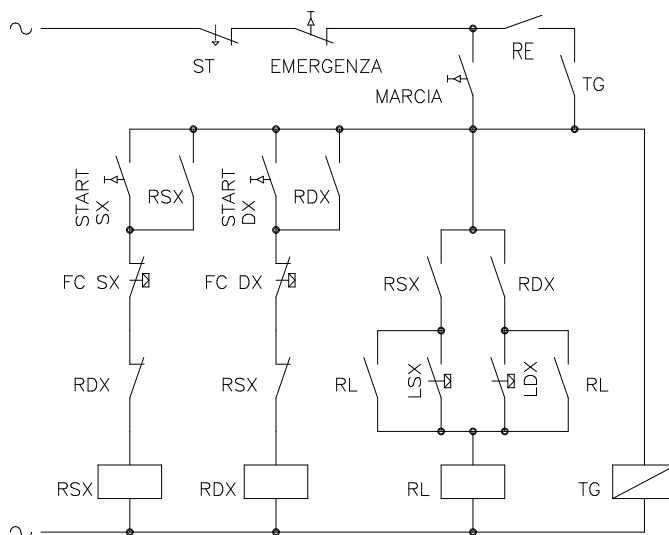 ST
EMERGENZA
RE
MARCIA
TG
START
SX
RSX
START
DX
RDX
FC SX
FC DX
RSX
RDX
RDX
RSX
RL
LSX
LDX
RL
RSX
RDX
RL
TG